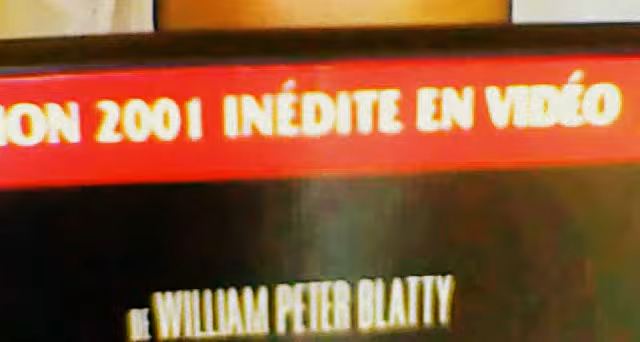 ION 2001 INÉDITE EN VIDÉO
DE WILLIAM PETER BLATTY